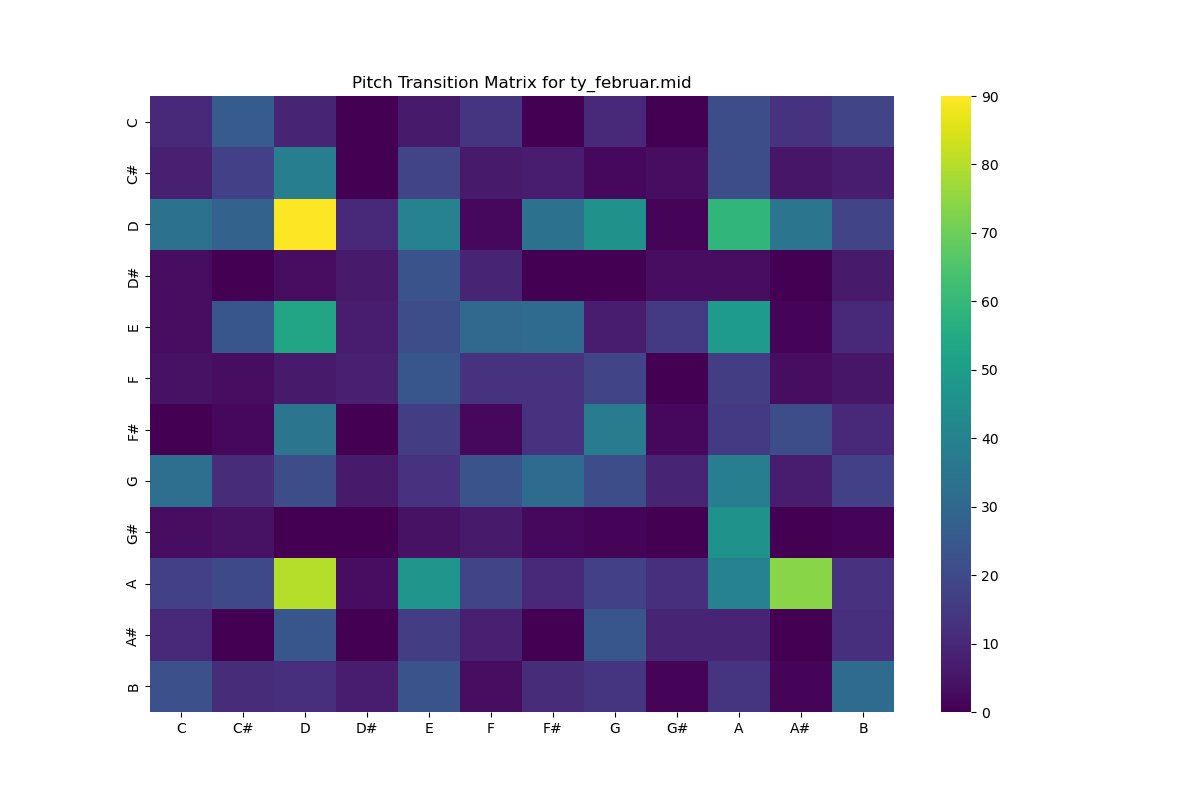 Pitch Transition Matrix for ty_februar.mid
C
C#
D
D#
E
F
F#
G
G#
A
A#
B
C C# D D# E F F# G G# A A# B
90
80
70
60
50
40
30
20
10
0